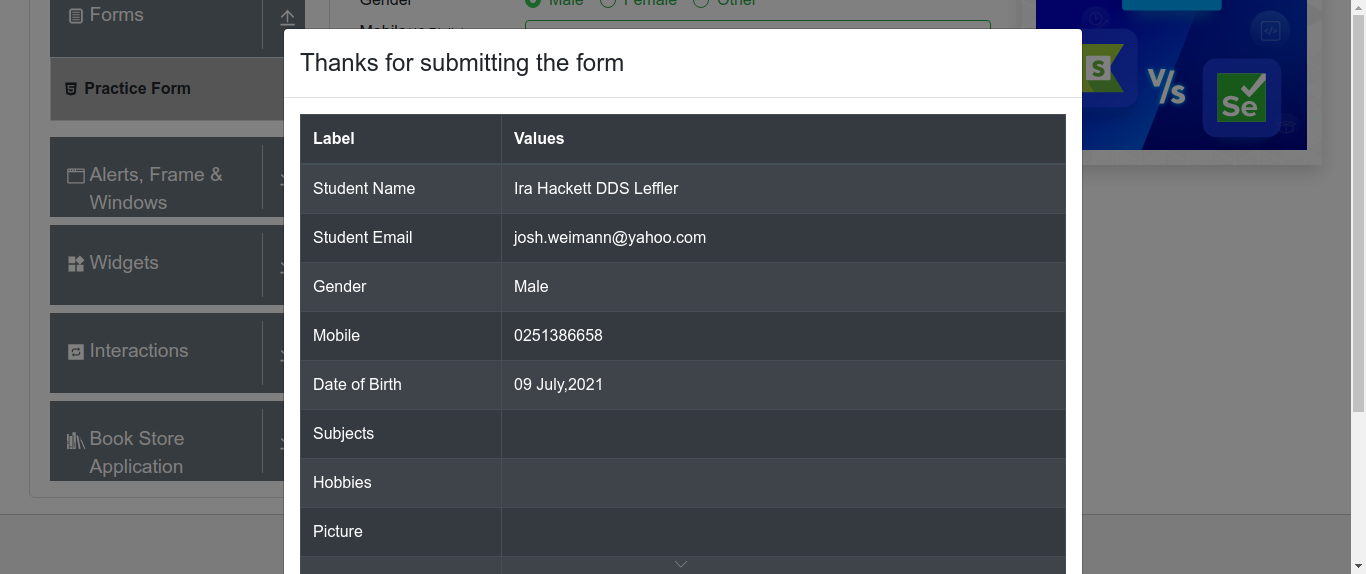 Forms
Gender Male Female Other
Practice Form
Thanks for submitting the form
Label Values
Student Name Ira Hackett DDS Leffler
Student Email josh.weimann@yahoo.com
Gender Male
Mobile 0251386658
Date of Birth 09 July,2021
Subjects
Hobbies
Picture
Alerts, Frame &
Windows
Widgets
Interactions
Book Store
Application
S
V/s
Se